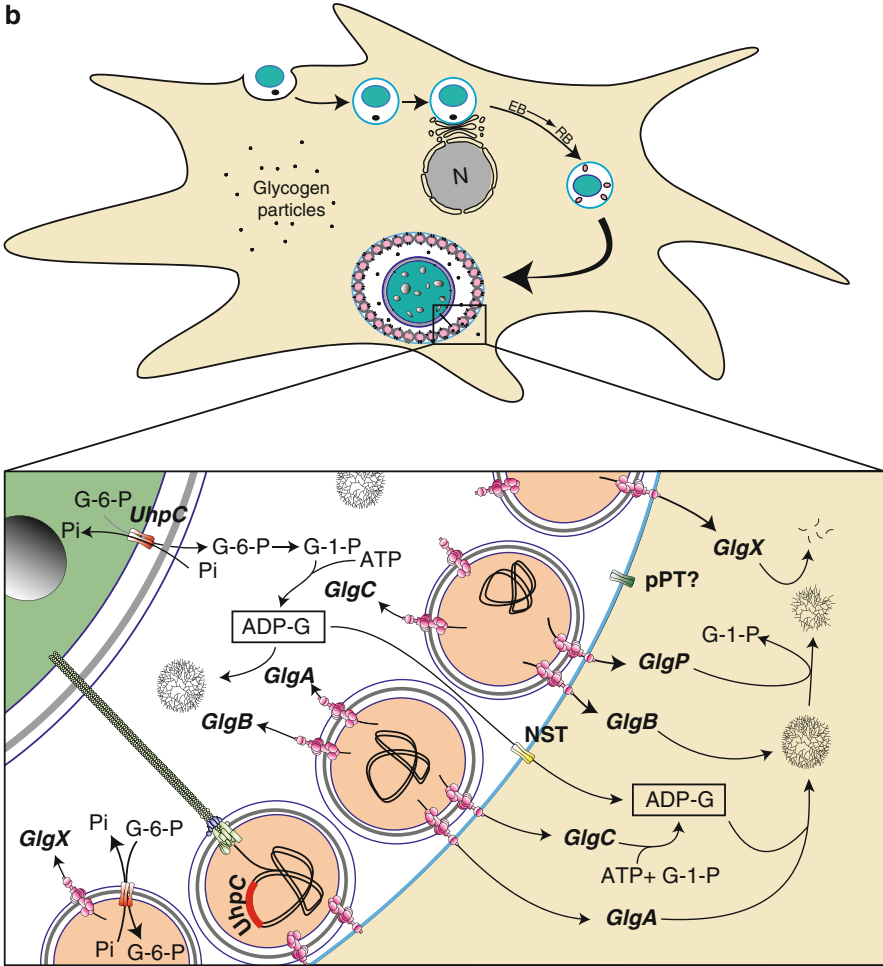 b
EB
RB
N
Glycogen
particles
G-6-P
UhpC
Pi
G-6-P
G-1-P
Pi
ATP
GlgX
GlgC
pPT?
ADP-G
G-1-P
GlgA
GlgP
GlgB
GlgB
NST
ADP-G
Pi
G-6-P
GlgX
GlgC
ATP+ G-1-P
UhpC
GlgA
Pi
G-6-P